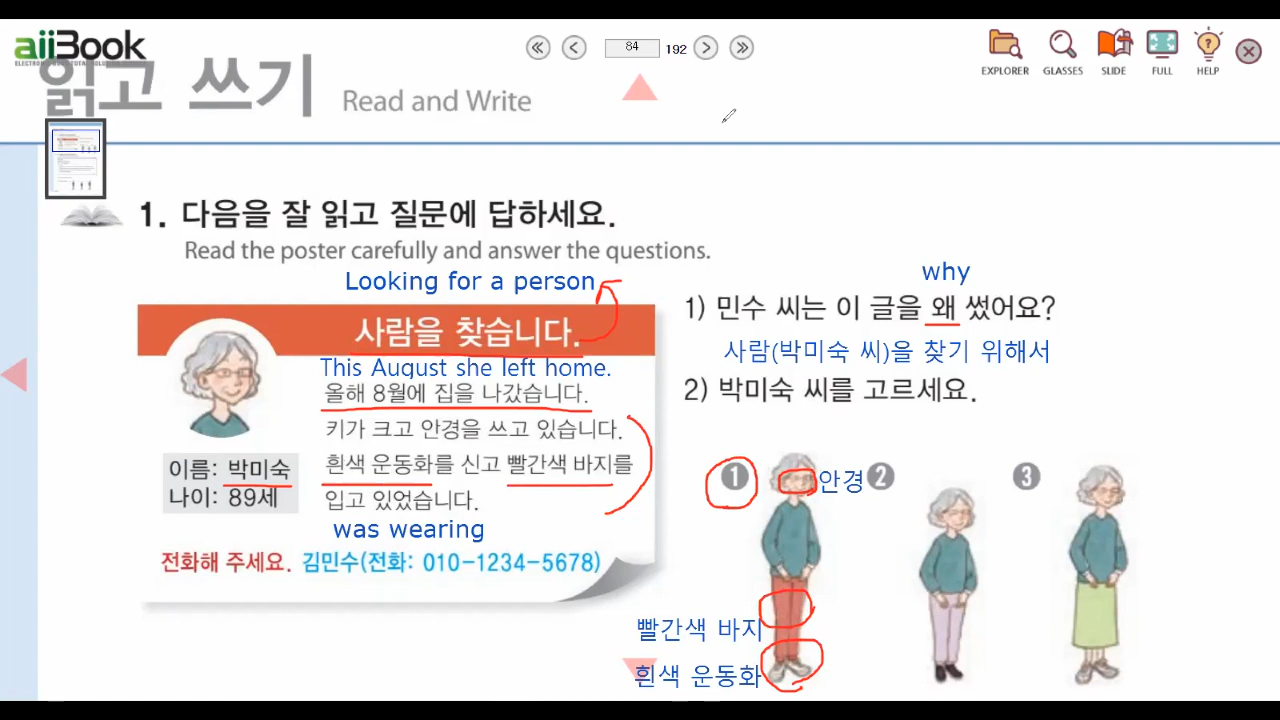 aiiBook
84
192
EXPLORER
GLASSES
SLIDE
FULL
HELP
읽고 쓰기 Read and Write
1. 다음을 잘 읽고 질문에 답하세요.
Read the poster carefully and answer the questions.
Looking for a person
사람을 찾습니다.
This August she left home.
올해 8월에 집을 나갔습니다.
키가 크고 안경을 쓰고 있습니다.
흰색 운동화를 신고 빨간색 바지를
입고 있었습니다.
was wearing
이름: 박미숙
나이: 89세
전화해 주세요. 김민수(전화: 010-1234-5678)
why
1) 민수 씨는 이 글을 왜 썼어요?
사람(박미숙 씨)을 찾기 위해서
2) 박미숙 씨를 고르세요.
1
안경
2
3
빨간색 바지
흰색 운동화